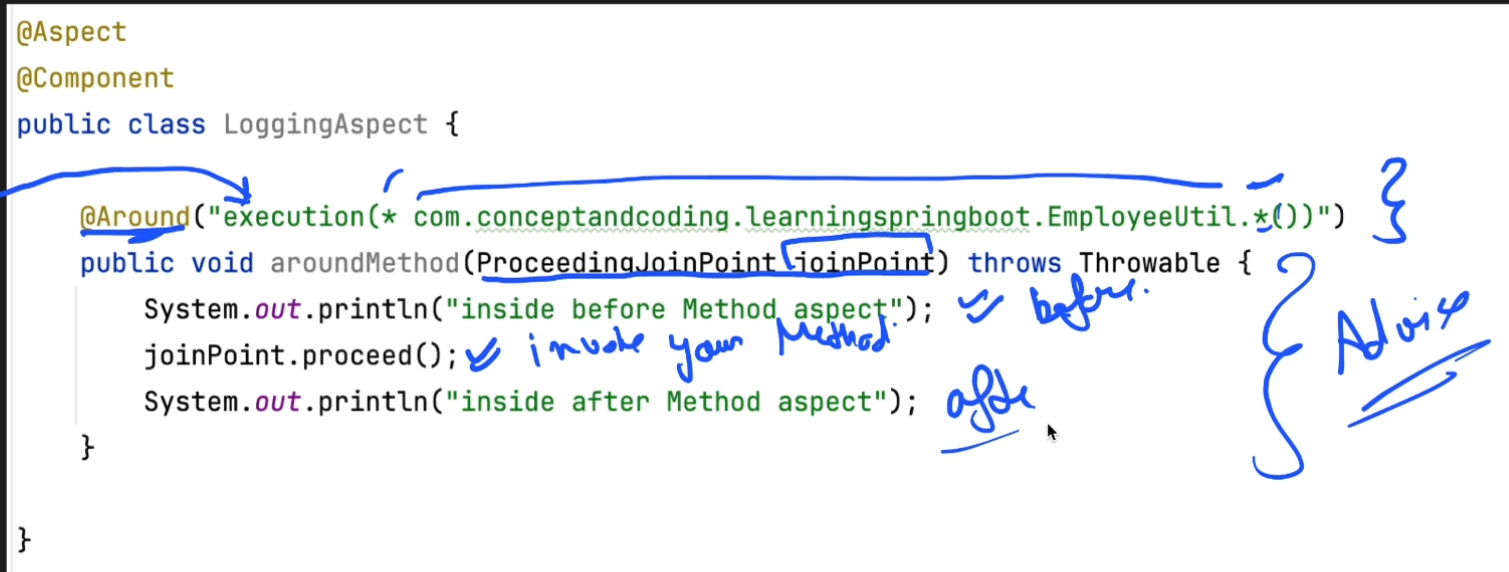 @Aspect
@Component
public class LoggingAspect {
@Around("execution(* com.conceptandcoding.learningspringboot.EmployeeUtil.*())")
public void aroundMethod(ProceedingJoinPoint joinPoint) throws Throwable {
System.out.println("inside before Method aspect"); before.
joinPoint.proceed(); invoke your Method
System.out.println("inside after Method aspect"); after
Advice
}
}